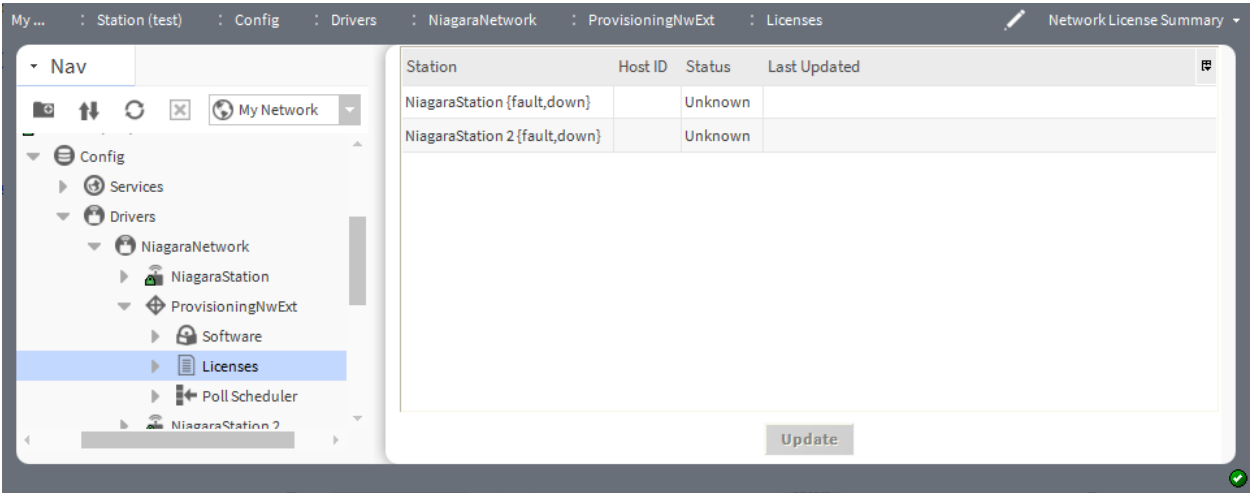 My ... : Station (test) : Config : Drivers : NiagaraNetwork : ProvisioningNwExt : Licenses Network License Summary
Nav
My Network
Config
Services
Drivers
NiagaraNetwork
NiagaraStation
ProvisioningNwExt
Software
Licenses
Poll Scheduler
NiagaraStation 2
Station Host ID Status Last Updated
NiagaraStation {fault,down} Unknown
NiagaraStation 2 {fault,down} Unknown
Update